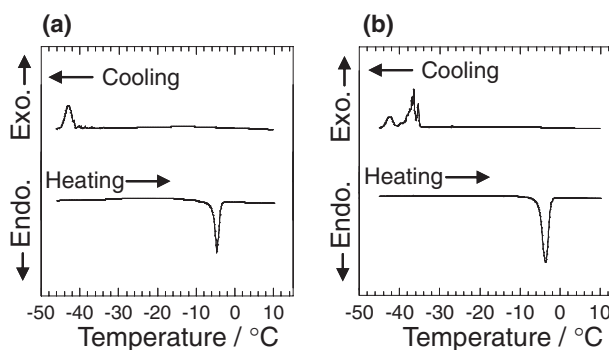 (a)
Exo.
Cooling
Heating
Endo.
-50 -40 -30 -20 -10 0 10
Temperature / °C
(b)
Exo.
Cooling
Heating
Endo.
-50 -40 -30 -20 -10 0 10
Temperature / °C